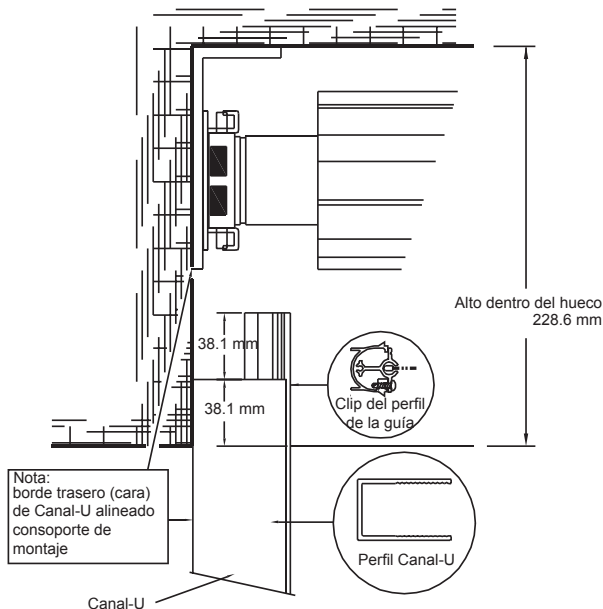 Alto dentro del hueco
228.6 mm
38.1 mm
38.1 mm
Clip del perfil
de la guía
Nota:
borde trasero (cara)
de Canal-U alineado
consoporte de
montaje
Perfil Canal-U
Canal-U